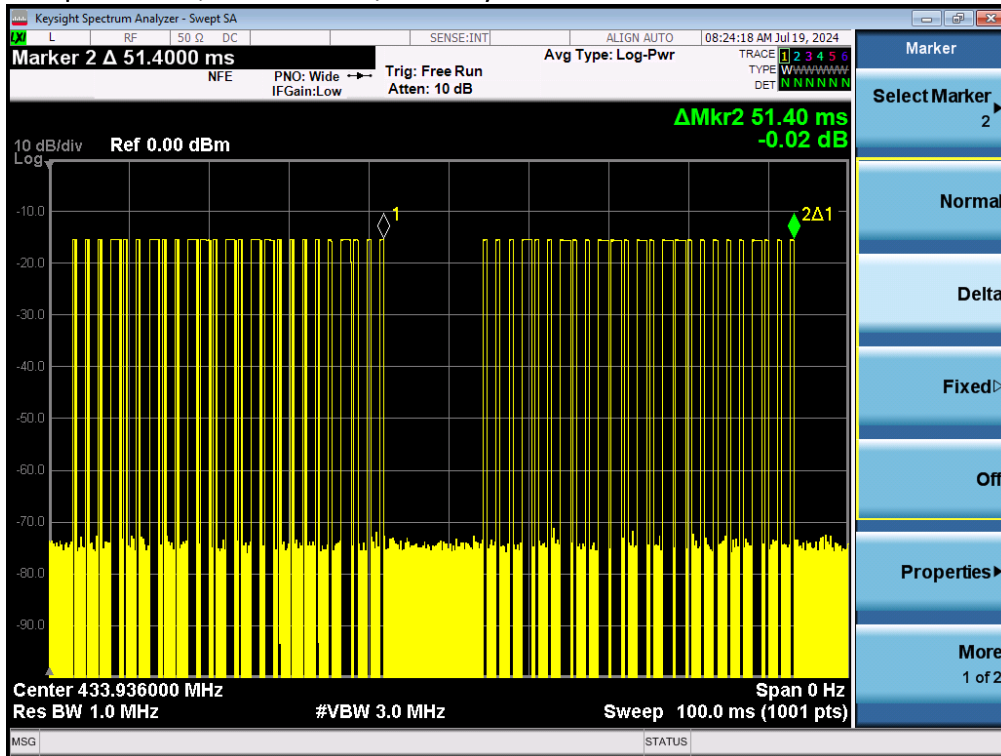 Keysight Spectrum Analyzer - Swept SA
LXI L RF 50 Ω DC SENSE:INT ALIGN AUTO 08:24:18 AM Jul 19, 2024
Marker 2 Δ 51.4000 ms
NFE
PNO: Wide
IFGain:Low
Trig: Free Run
Atten: 10 dB
Avg Type: Log-Pwr
TRACE 1 2 3 4 5 6
TYPE WWWWWW
DET N N N N N N
ΔMkr2 51.40 ms
-0.02 dB
10 dB/div Ref 0.00 dBm
Log
1
2Δ1
-10.0
-20.0
-30.0
-40.0
-50.0
-60.0
-70.0
-80.0
-90.0
Center 433.936000 MHz
Span 0 Hz
Res BW 1.0 MHz
#VBW 3.0 MHz
Sweep 100.0 ms (1001 pts)
MSG
STATUS
Marker
Select Marker
2
Normal
Delta
Fixed
Off
Properties
More
1 of 2